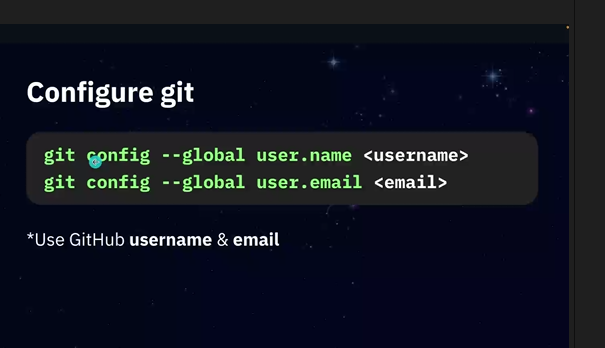 Configure git
git config --global user.name <username>
git config --global user.email <email>
*Use GitHub username & email